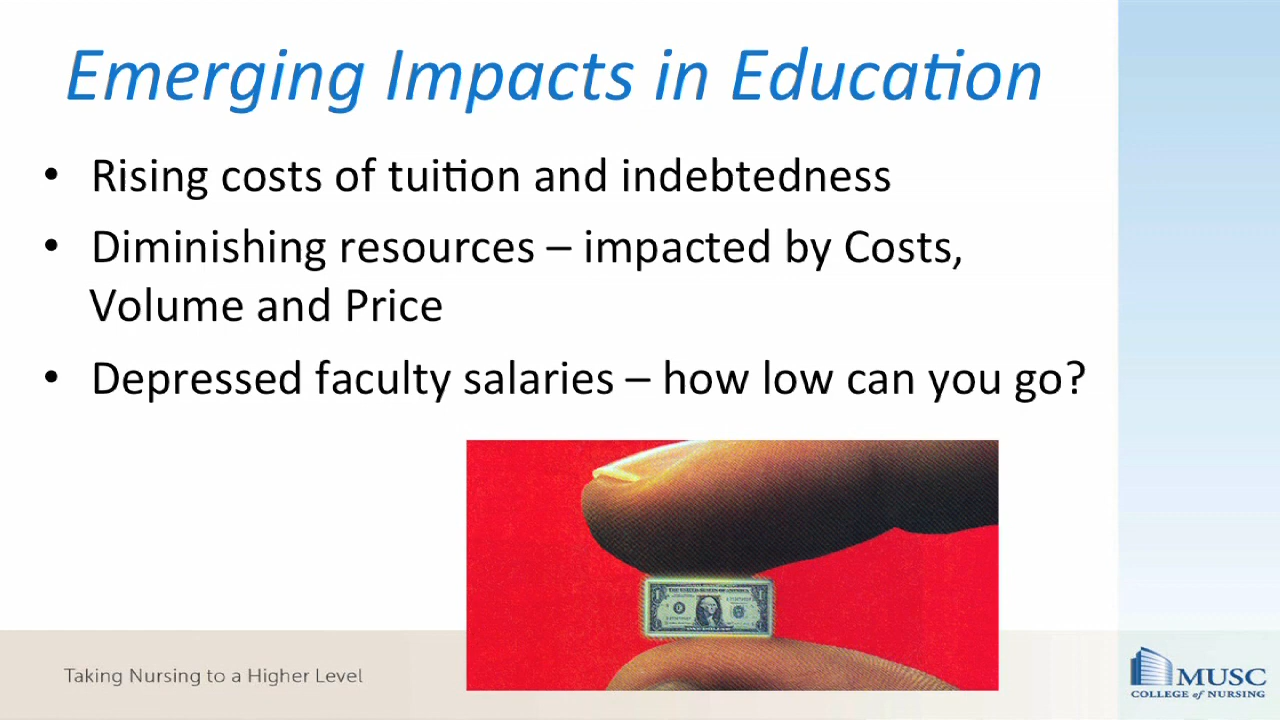 Emerging Impacts in Education
• Rising costs of tuition and indebtedness
• Diminishing resources – impacted by Costs,
Volume and Price
• Depressed faculty salaries – how low can you go?
Taking Nursing to a Higher Level
MUSC
COLLEGE of NURSING